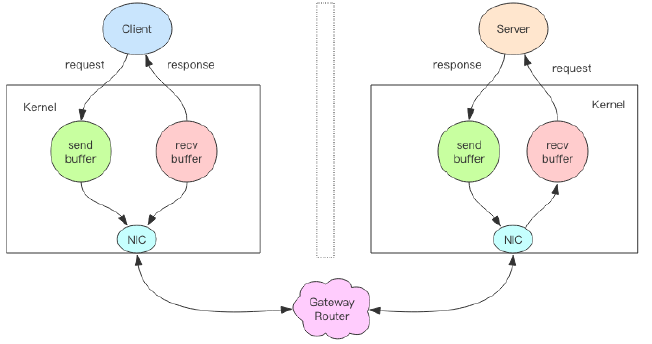 Client
Server
request
response
response
request
Kernel
Kernel
send
buffer
recv
buffer
send
buffer
recv
buffer
NIC
NIC
Gateway
Router